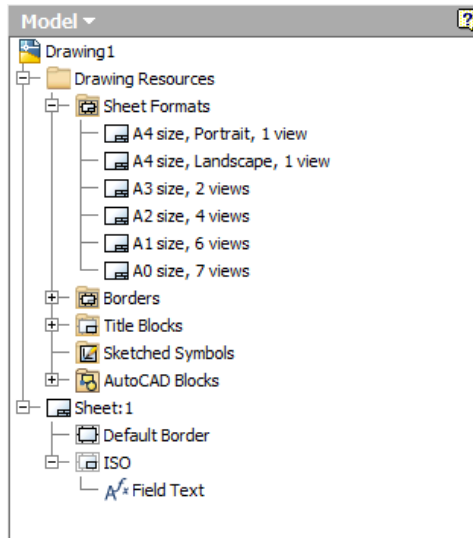 Model
Drawing1
Drawing Resources
Sheet Formats
A4 size, Portrait, 1 view
A4 size, Landscape, 1 view
A3 size, 2 views
A2 size, 4 views
A1 size, 6 views
A0 size, 7 views
Borders
Title Blocks
Sketched Symbols
AutoCAD Blocks
Sheet:1
Default Border
ISO
Field Text